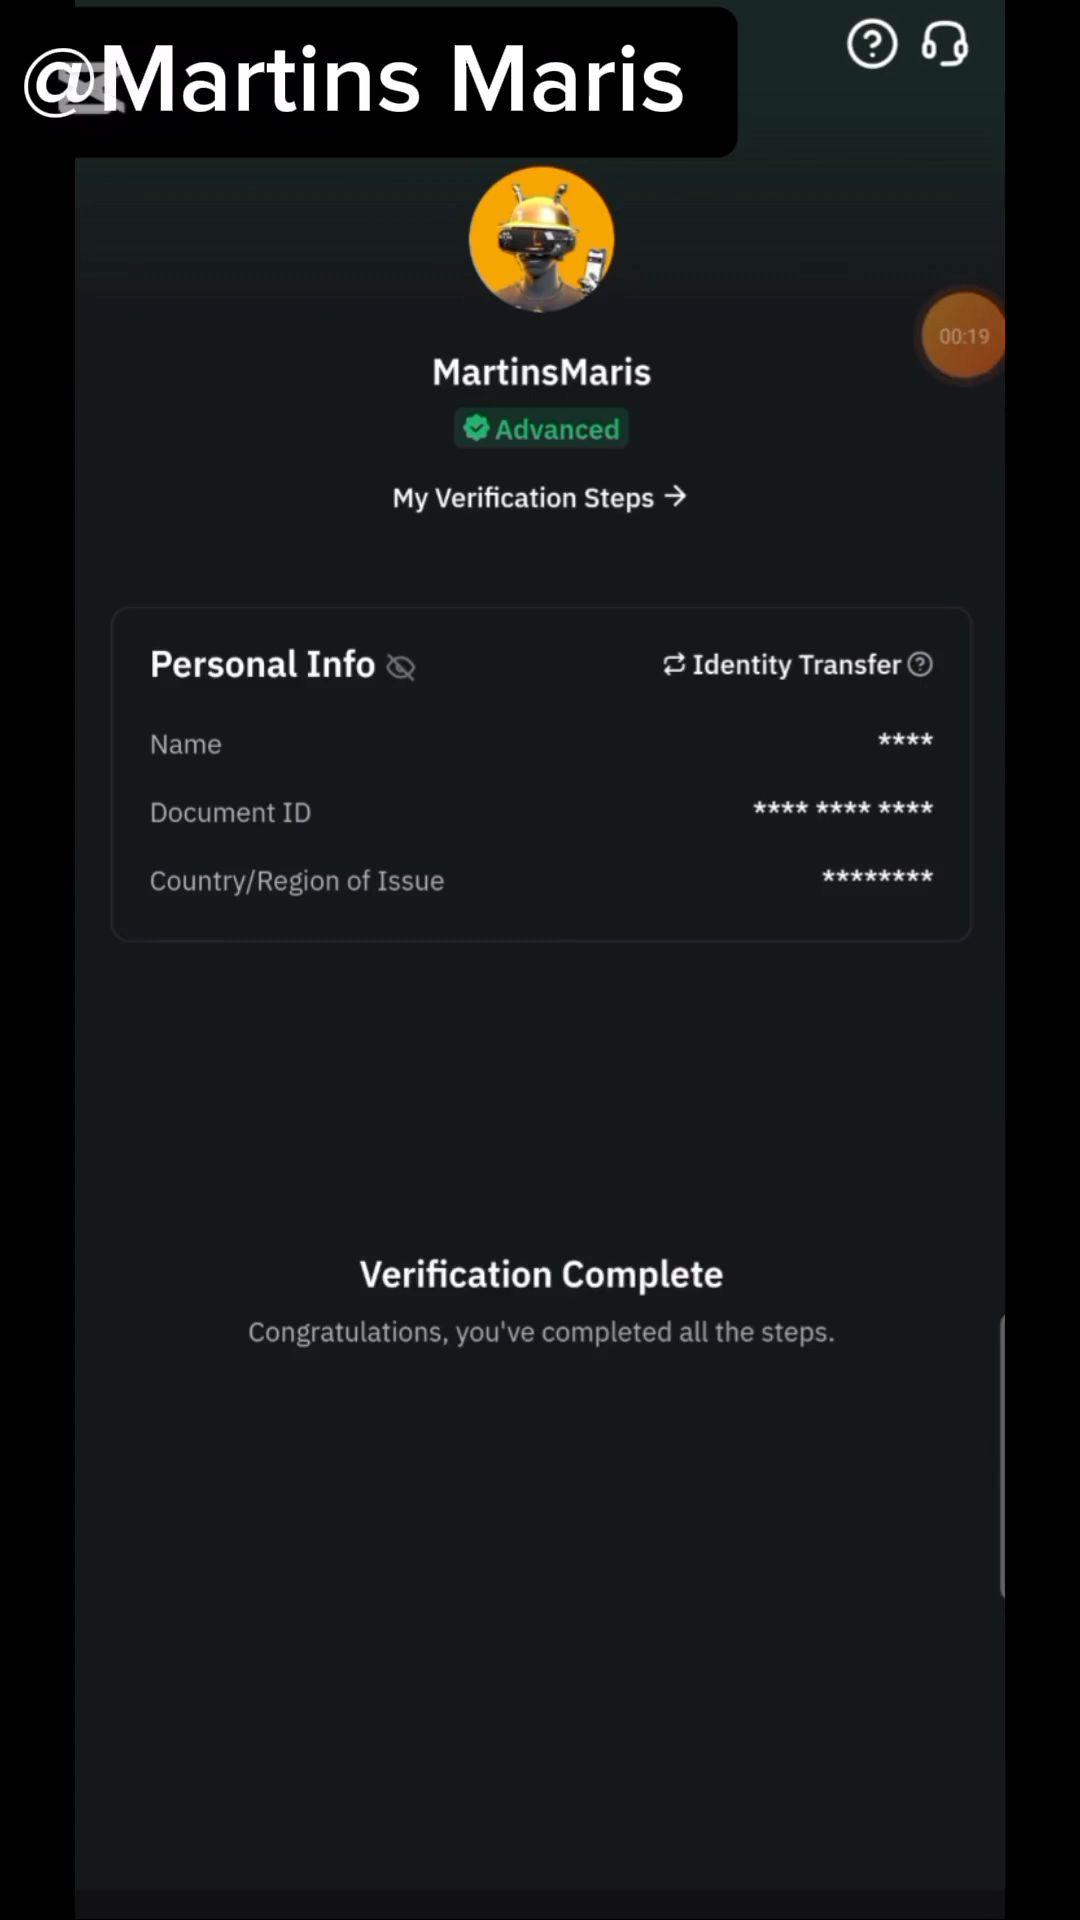 @Martins Maris
00:19
MartinsMaris
Advanced
My Verification Steps →
Personal Info Identity Transfer
Name ****
Document ID **** **** ****
Country/Region of Issue ********
Verification Complete
Congratulations, you've completed all the steps.